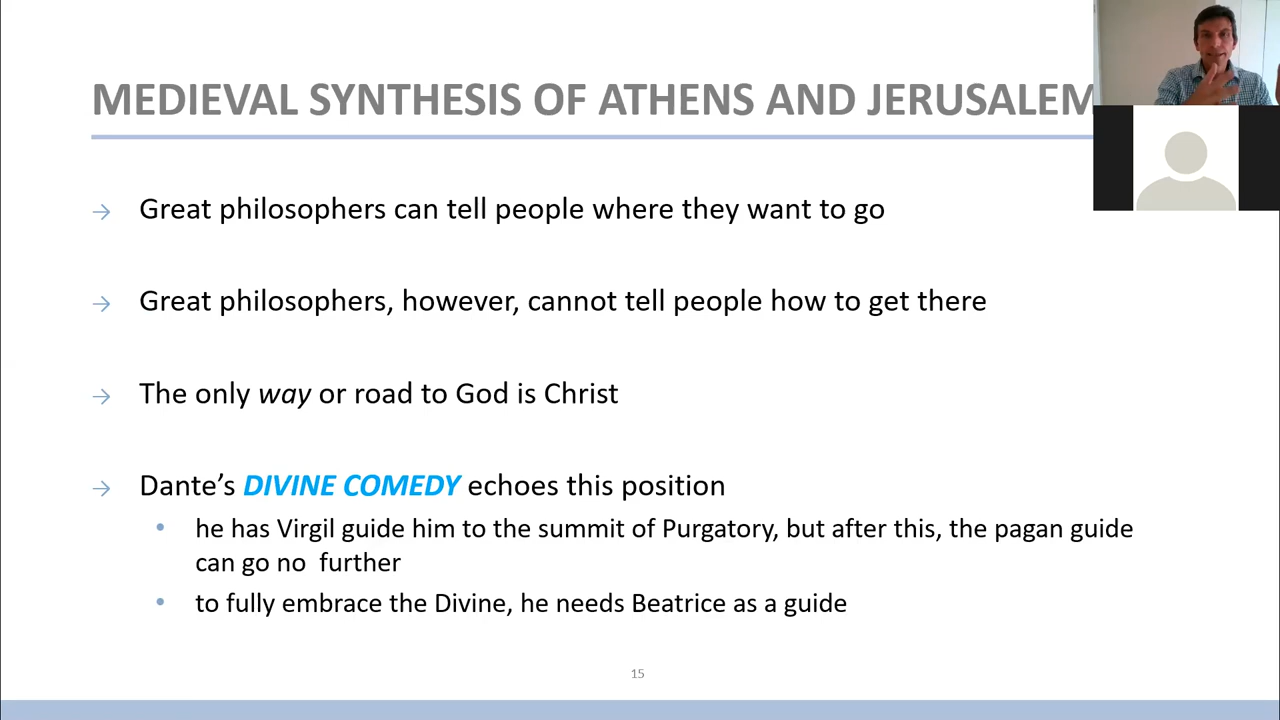 MEDIEVAL SYNTHESIS OF ATHENS AND JERUSALEM
→ Great philosophers can tell people where they want to go
→ Great philosophers, however, cannot tell people how to get there
→ The only way or road to God is Christ
→ Dante’s DIVINE COMEDY echoes this position
• he has Virgil guide him to the summit of Purgatory, but after this, the pagan guide
can go no  further
• to fully embrace the Divine, he needs Beatrice as a guide
15